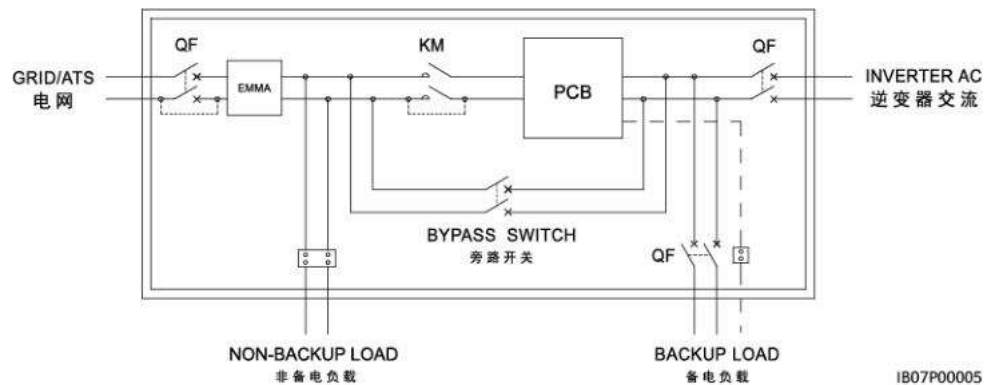 QF
KM
QF
GRID/ATS
电网
EMMA
PCB
INVERTER AC
逆变器交流
BYPASS SWITCH
旁路开关
QF
NON-BACKUP LOAD
非备电负载
BACKUP LOAD
备电负载
IB07P00005